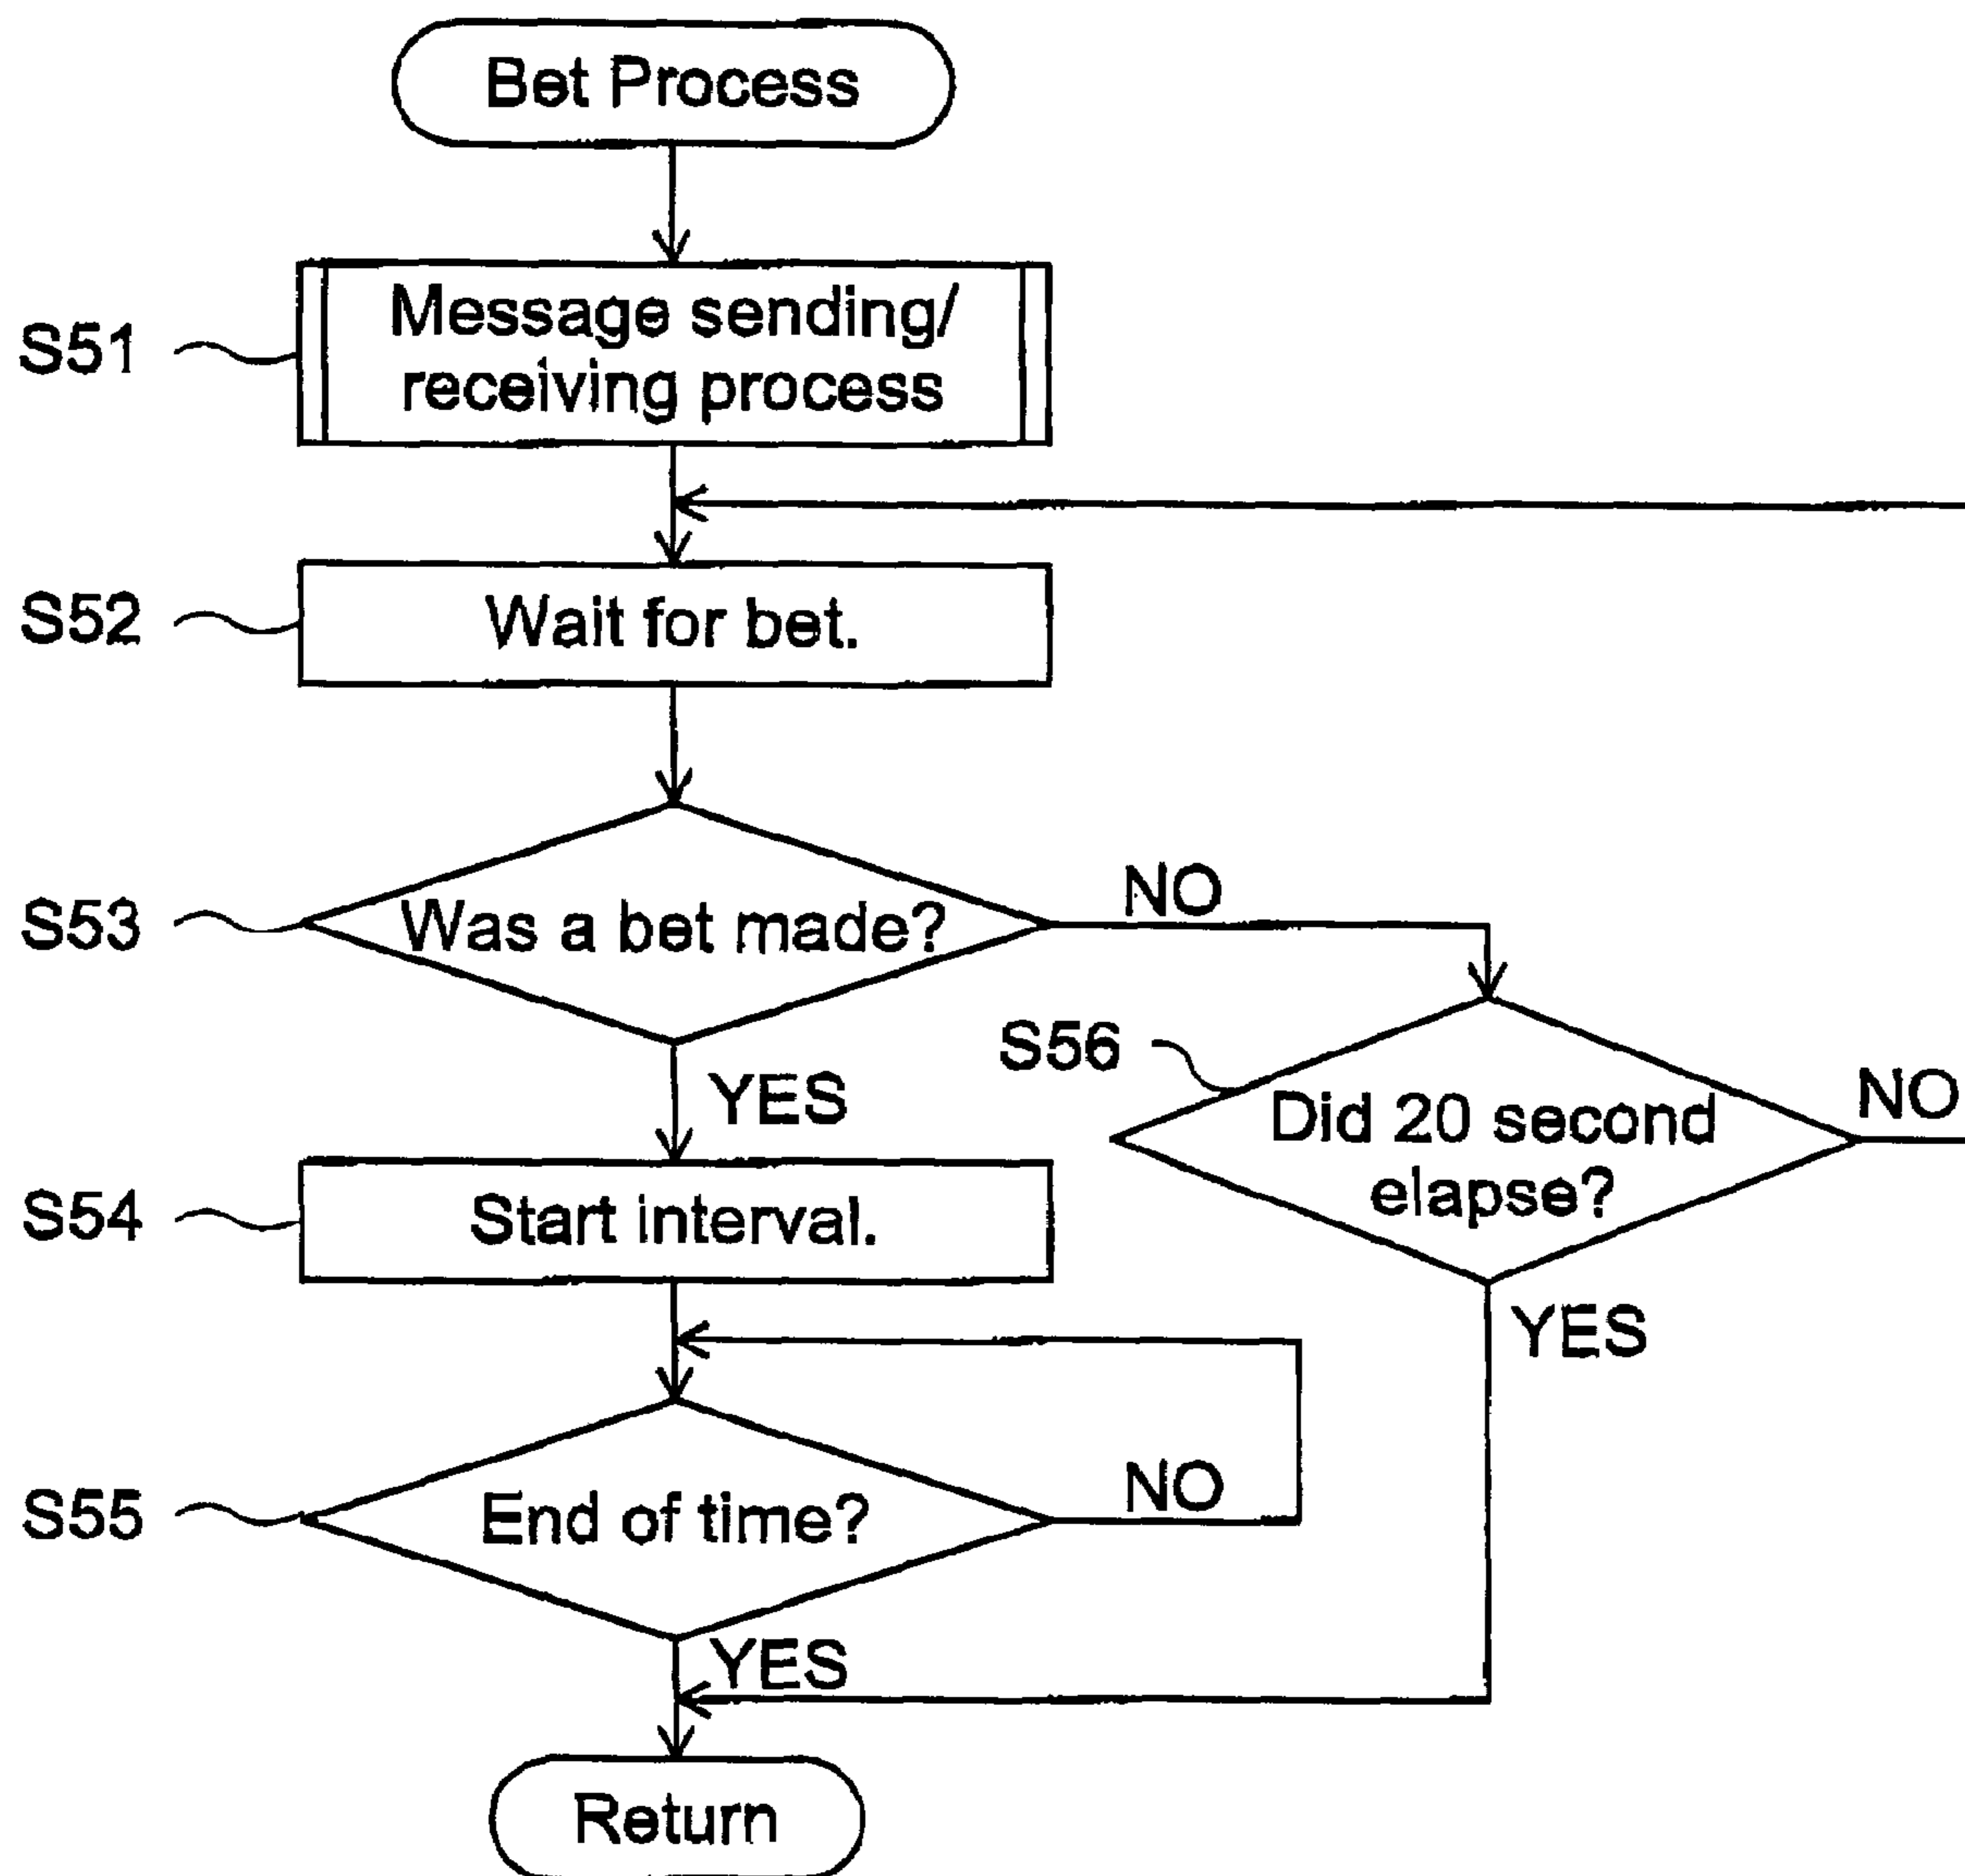 Bet Process
S51
Message sending/
receiving process
S52
Wait for bet.
S53
Was a bet made?
NO
YES
S56
Did 20 second
elapse?
NO
YES
S54
Start interval.
S55
End of time?
NO
YES
Return